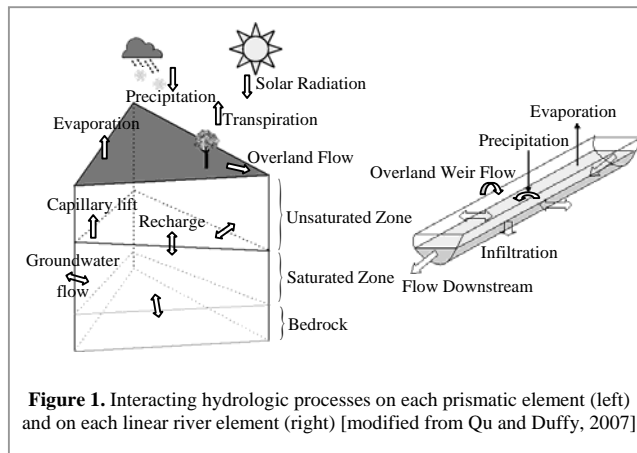 Solar Radiation
Precipitation
Evaporation
Transpiration
Overland Flow
Capillary lift
Recharge
Unsaturated Zone
Groundwater
flow
Saturated Zone
Bedrock
Evaporation
Precipitation
Overland Weir Flow
Infiltration
Flow Downstream
Figure 1. Interacting hydrologic processes on each prismatic element (left)
and on each linear river element (right) [modified from Qu and Duffy, 2007]